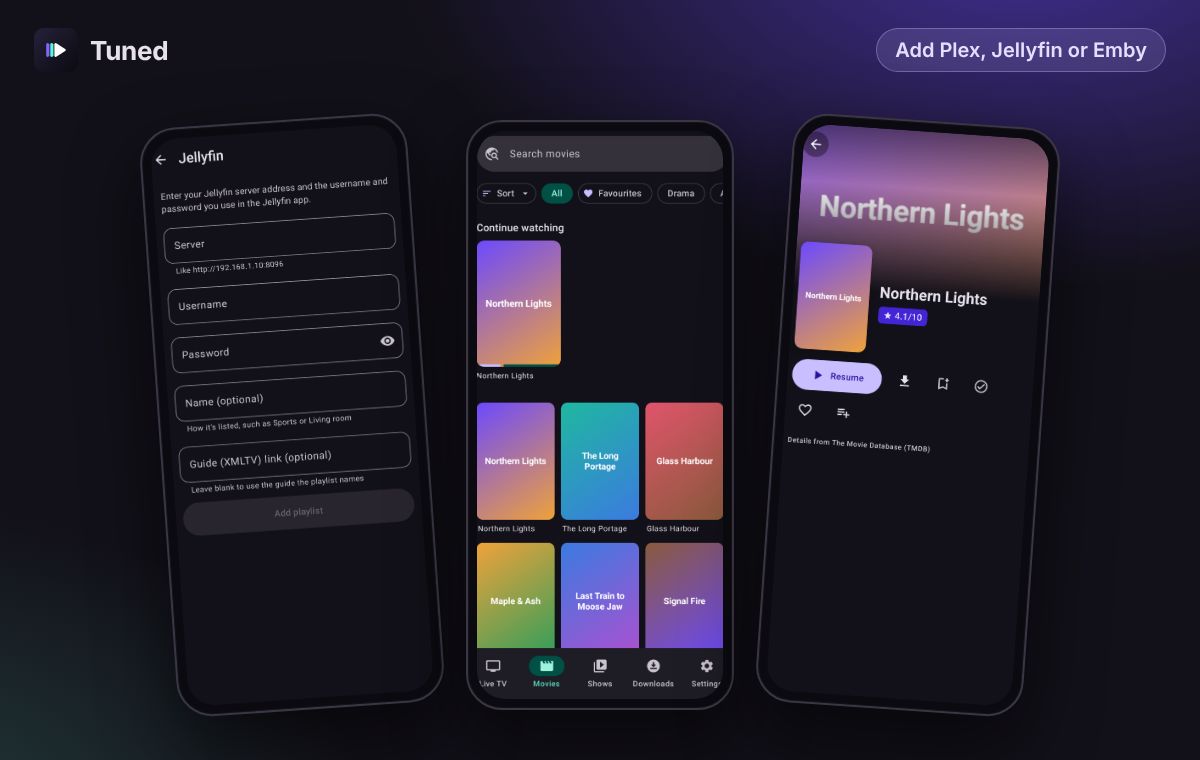 Tuned
Add Plex, Jellyfin or Emby
Jellyfin
Enter your Jellyfin server address and the username and
password you use in the Jellyfin app.
Server
Like http://192.168.1.10:8096
Username
Password
Name (optional)
How it's listed, such as Sports or Living room
Guide (XMLTV) link (optional)
Leave blank to use the guide the playlist names
Add playlist
Search movies
Sort
All
Favourites
Drama
Continue watching
Northern Lights
Northern Lights
Northern Lights
The Long
Portage
Glass Harbour
Northern Lights
The Long Portage
Glass Harbour
Maple & Ash
Last Train to
Moose Jaw
Signal Fire
Live TV
Movies
Shows
Downloads
Settings
Northern Lights
Northern Lights
Northern Lights
4.1/10
Resume
Details from The Movie Database (TMDB)